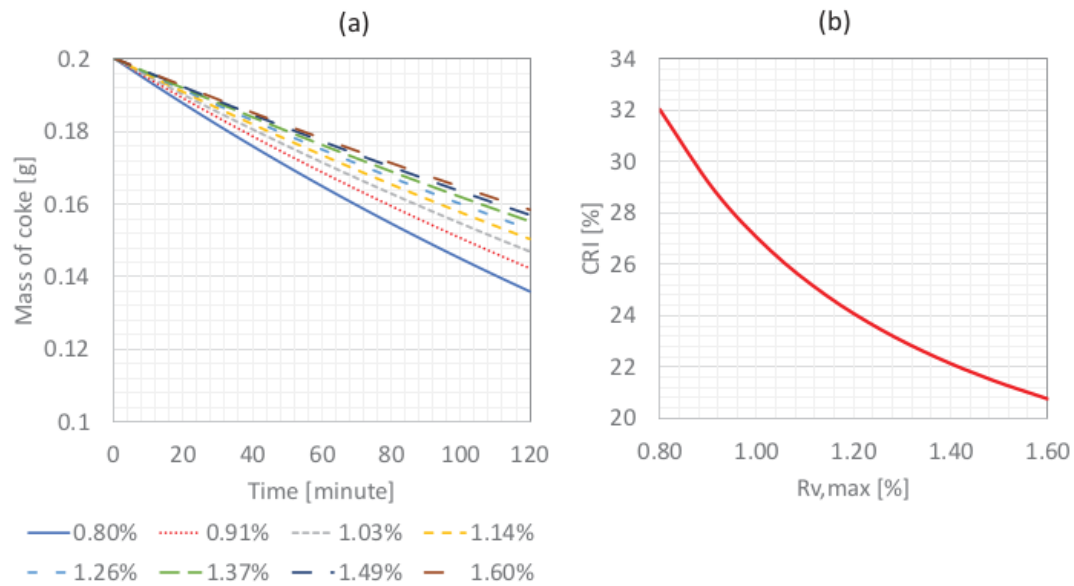 (a)
0.2
0.18
0.16
0.14
0.12
0.1
Mass of coke [g]
0 20 40 60 80 100 120
Time [minute]
0.80% 0.91% 1.03% 1.14%
1.26% 1.37% 1.49% 1.60%
(b)
34
32
30
28
26
24
22
20
CRI [%]
0.80 1.00 1.20 1.40 1.60
Rv,max [%]